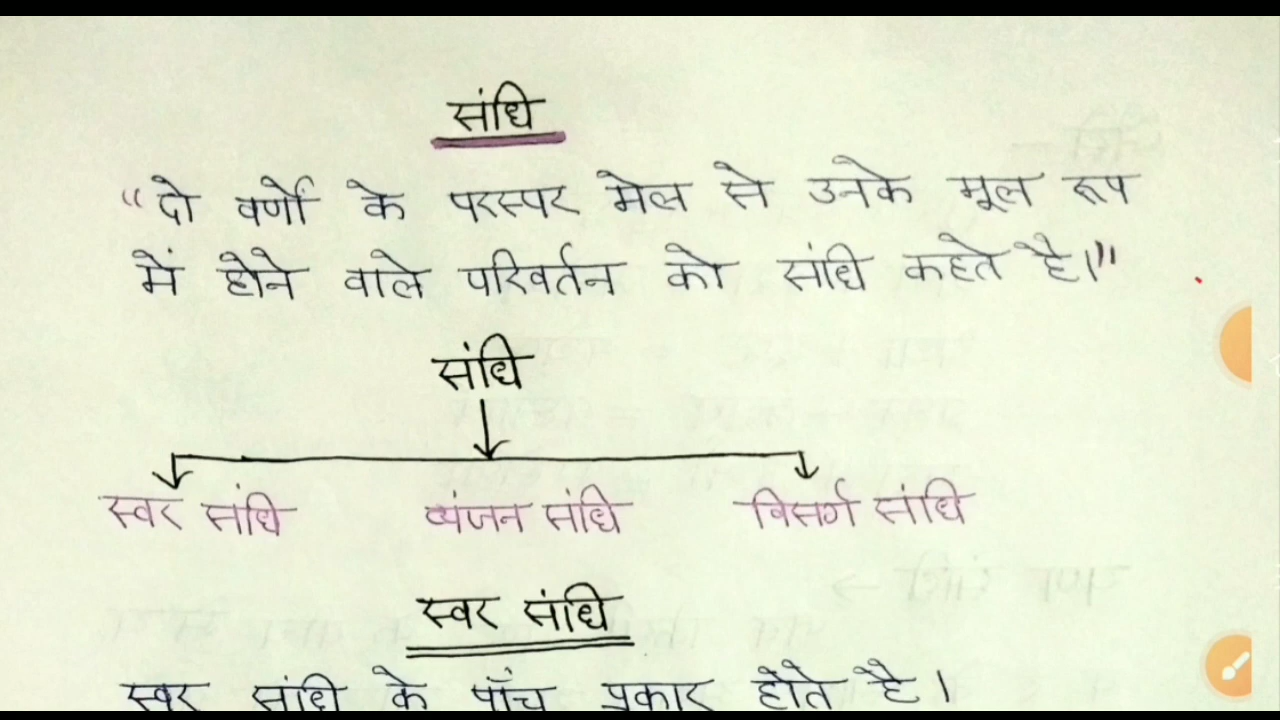 संधि
“दो वर्णों के परस्पर मेल से उनके मूल रूप
में होने वाले परिवर्तन को संधि कहते है।”
संधि
स्वर संधि व्यंजन संधि विसर्ग संधि
स्वर संधि
स्वर संधि के पाँच प्रकार होते है।